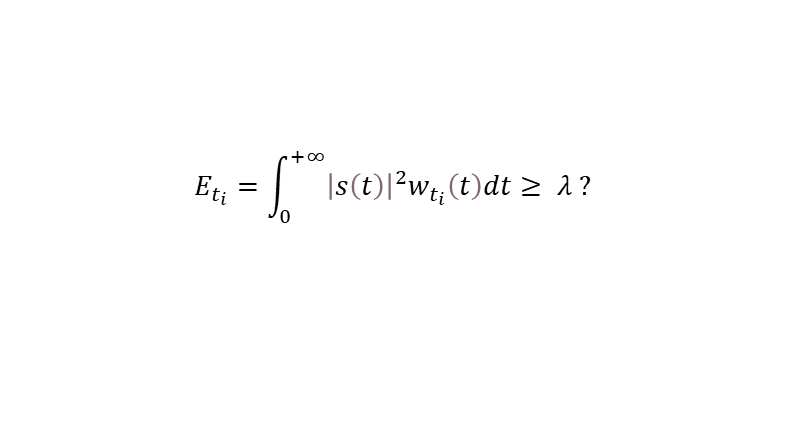 E_{t_i} = ∫_0^{+∞} |s(t)|² w_{t_i}(t)dt ≥ λ ?